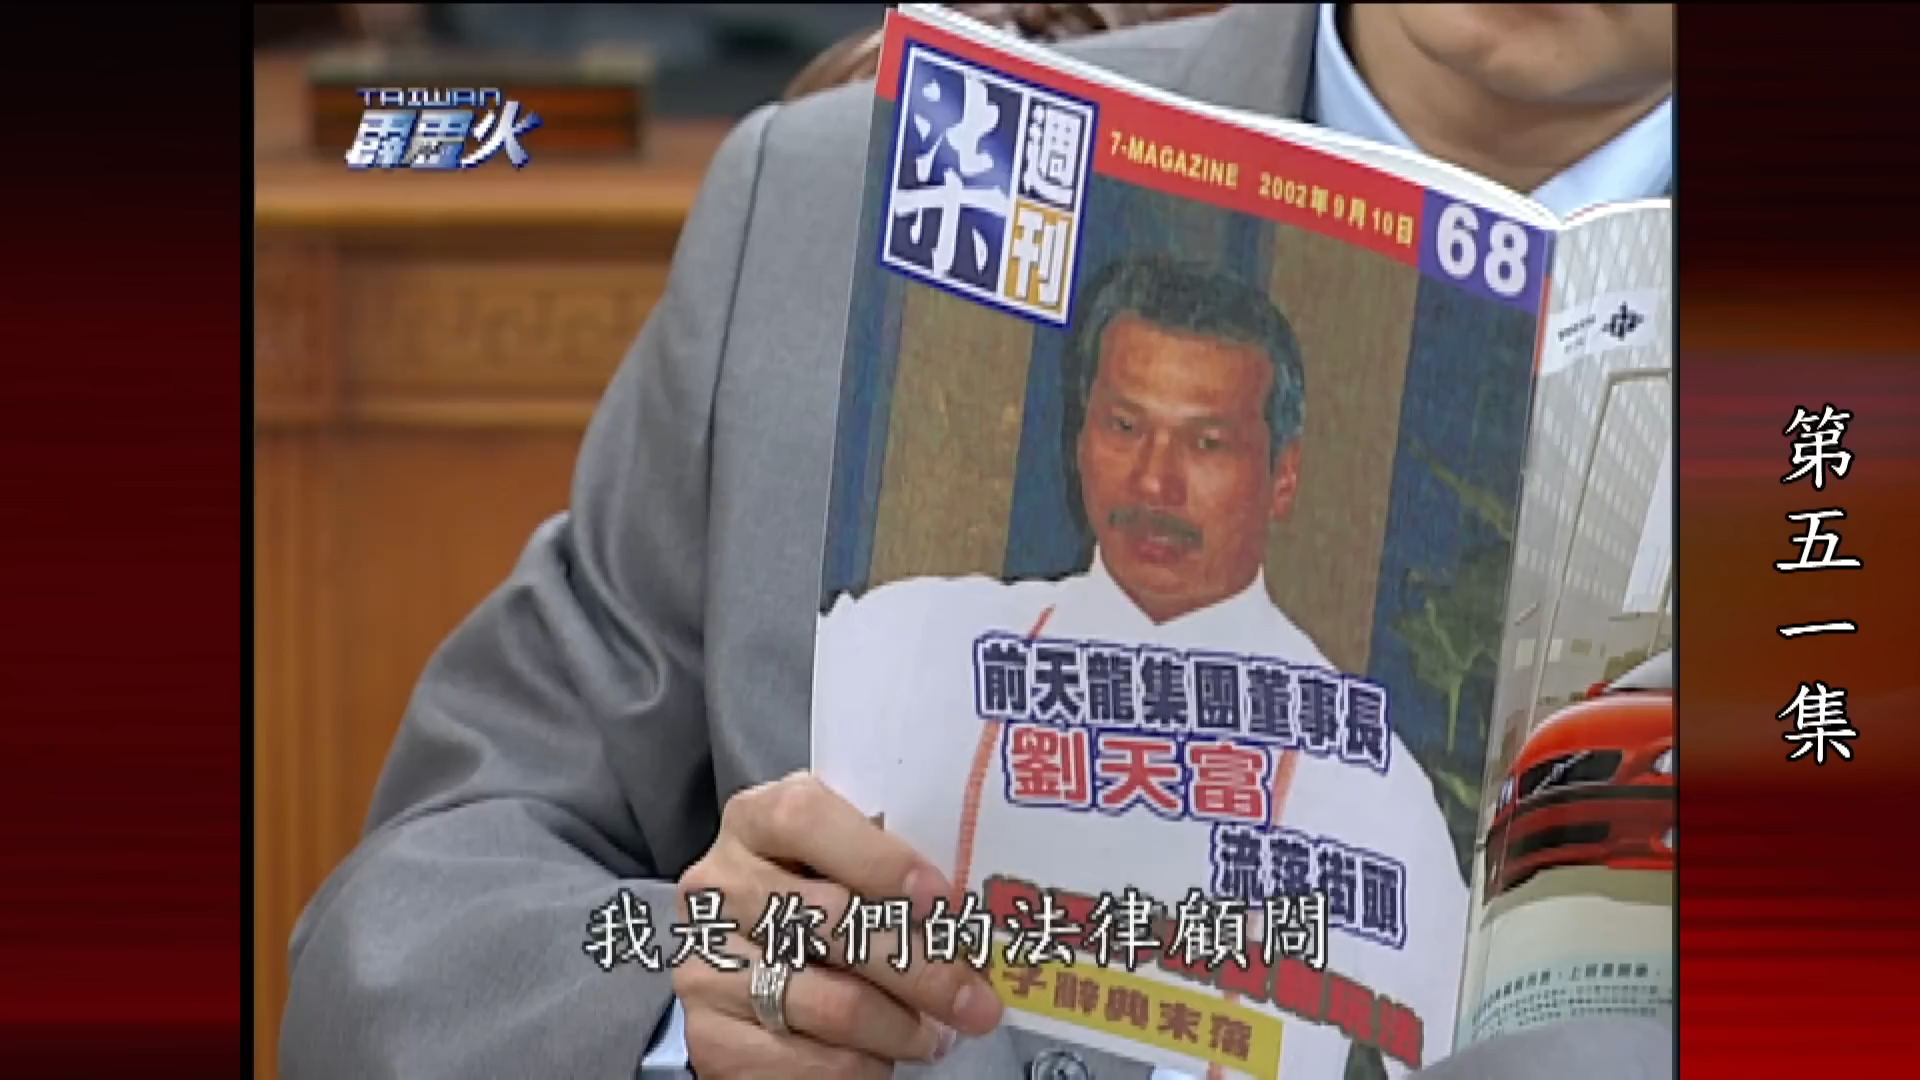 TAIWAN
霹靂火
柒週刊
7-MAGAZINE 2002年9月10日
68
前天龍集團董事長
劉天富
流落街頭
我是你們的法律顧問
第五一集